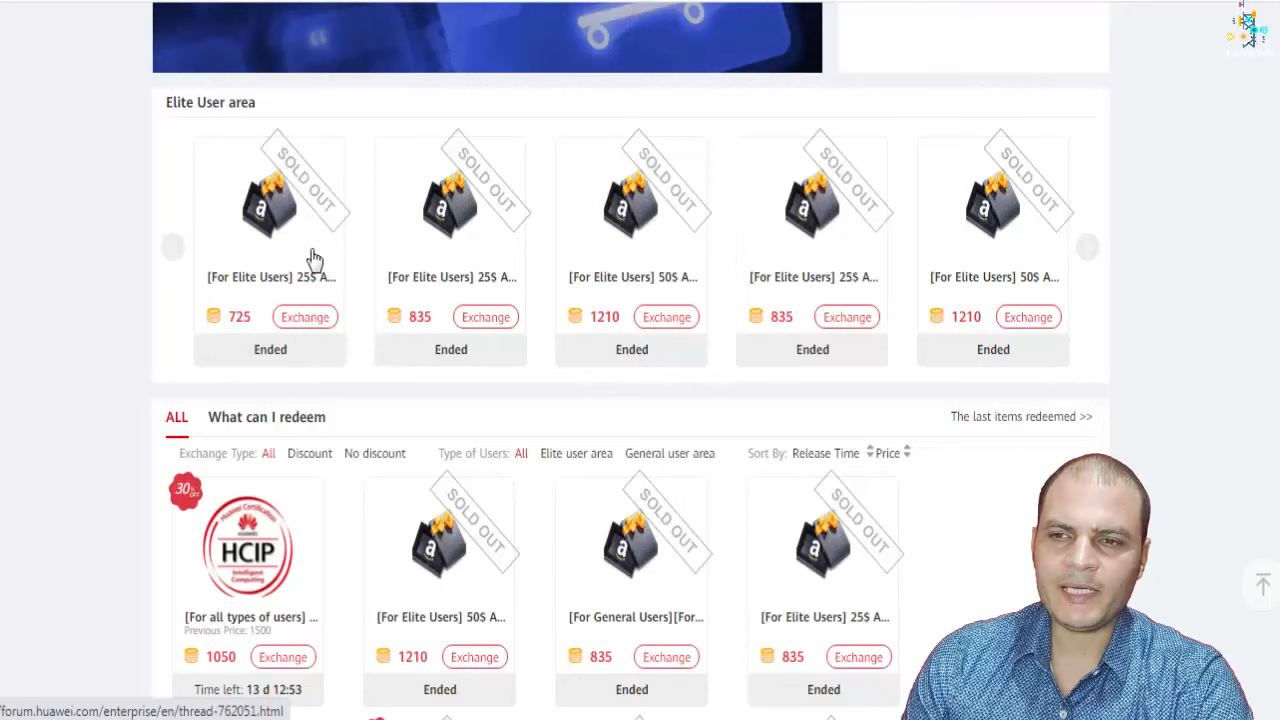 Elite User area
SOLD OUT
SOLD OUT
SOLD OUT
SOLD OUT
SOLD OUT
a
a
a
a
a
[For Elite Users] 25$ A...
[For Elite Users] 25$ A...
[For Elite Users] 50$ A...
[For Elite Users] 25$ A...
[For Elite Users] 50$ A...
725 Exchange
835 Exchange
1210 Exchange
835 Exchange
1210 Exchange
Ended
Ended
Ended
Ended
Ended
ALL What can I redeem The last items redeemed >>
Exchange Type: All Discount No discount Type of Users: All Elite user area General user area Sort By: Release Time Price
30% OFF
Huawei Certification
HUAWEI
HCIP
Intelligent
Computing
SOLD OUT
SOLD OUT
SOLD OUT
a
a
a
[For all types of users] ...
Previous Price: 1500
[For Elite Users] 50$ A...
[For General Users][For...
[For Elite Users] 25$ A...
1050 Exchange
1210 Exchange
835 Exchange
835 Exchange
Time left: 13 d 12:53
Ended
Ended
Ended
/forum.huawei.com/enterprise/en/thread-762051.html